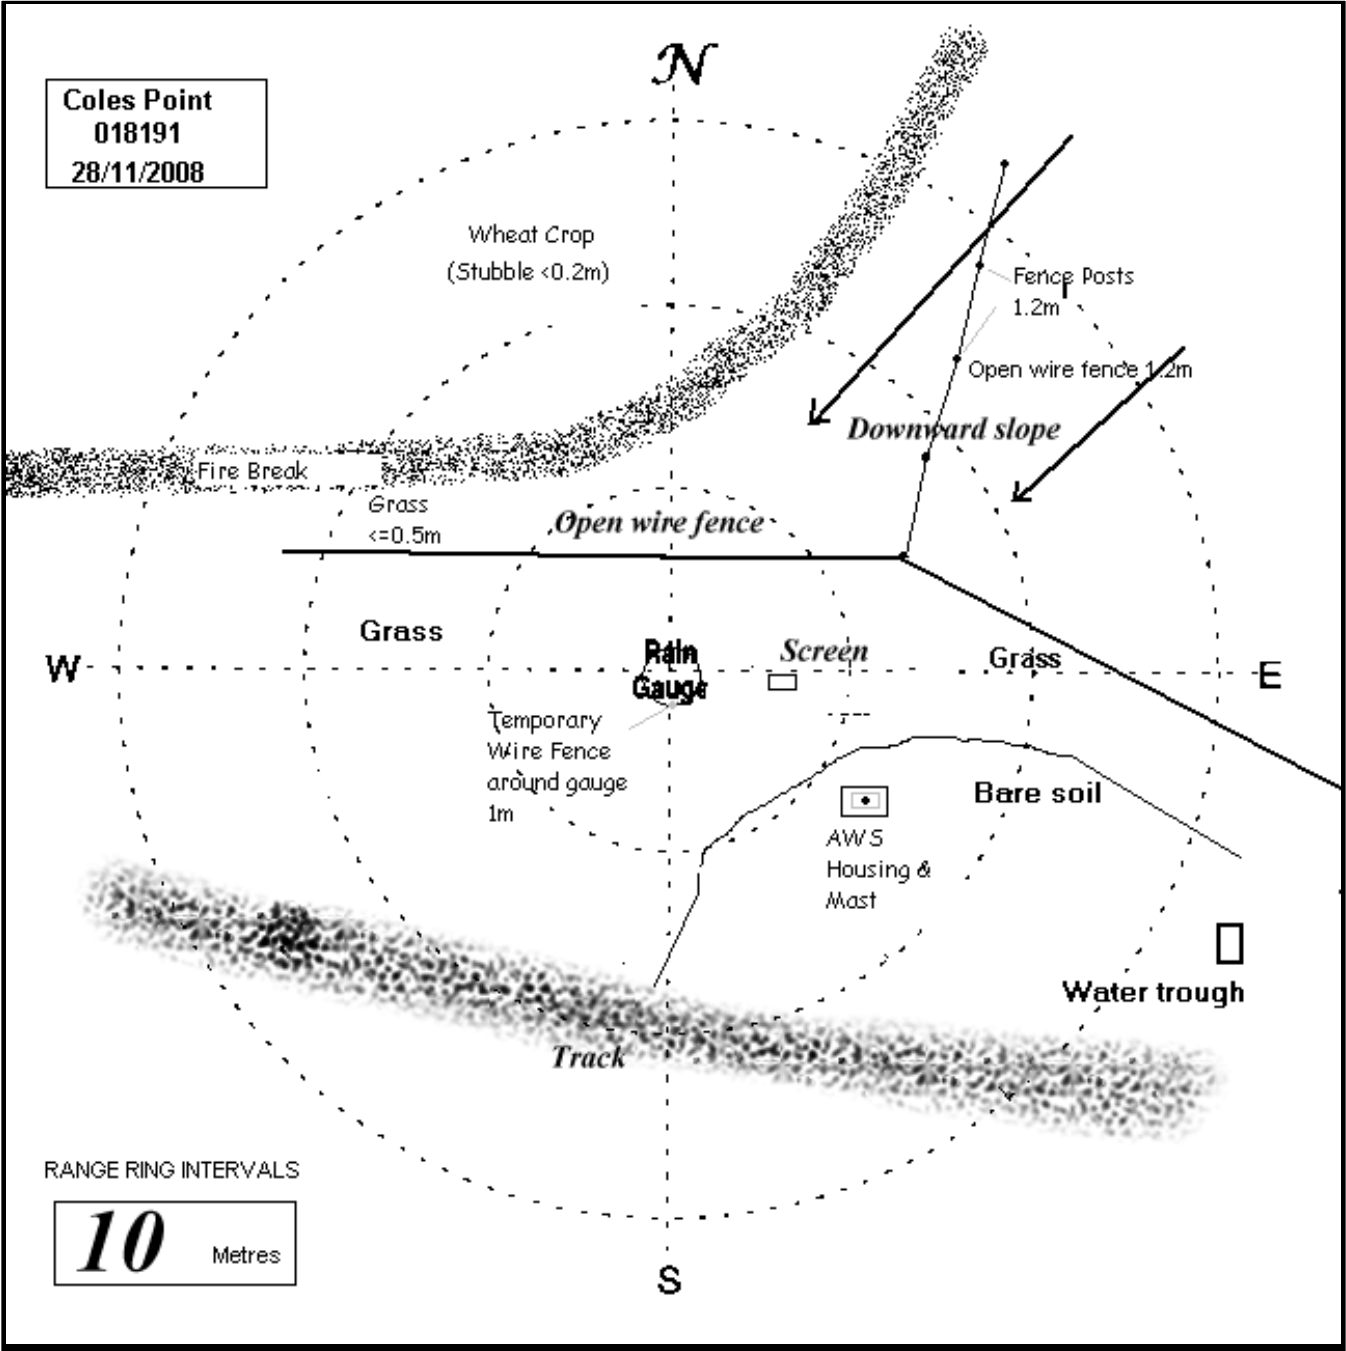 N
Coles Point
018191
28/11/2008
Wheat Crop
(Stubble <0.2m)
Fence Posts
1.2m
Open wire fence 1.2m
Downward slope
Fire Break
Grass
<=0.5m
Open wire fence
Grass
Rain
Gauge
Screen
Grass
W
E
Temporary
Wire Fence
around gauge
1m
Bare soil
AWS
Housing &
Mast
Water trough
Track
RANGE RING INTERVALS
10 Metres
S